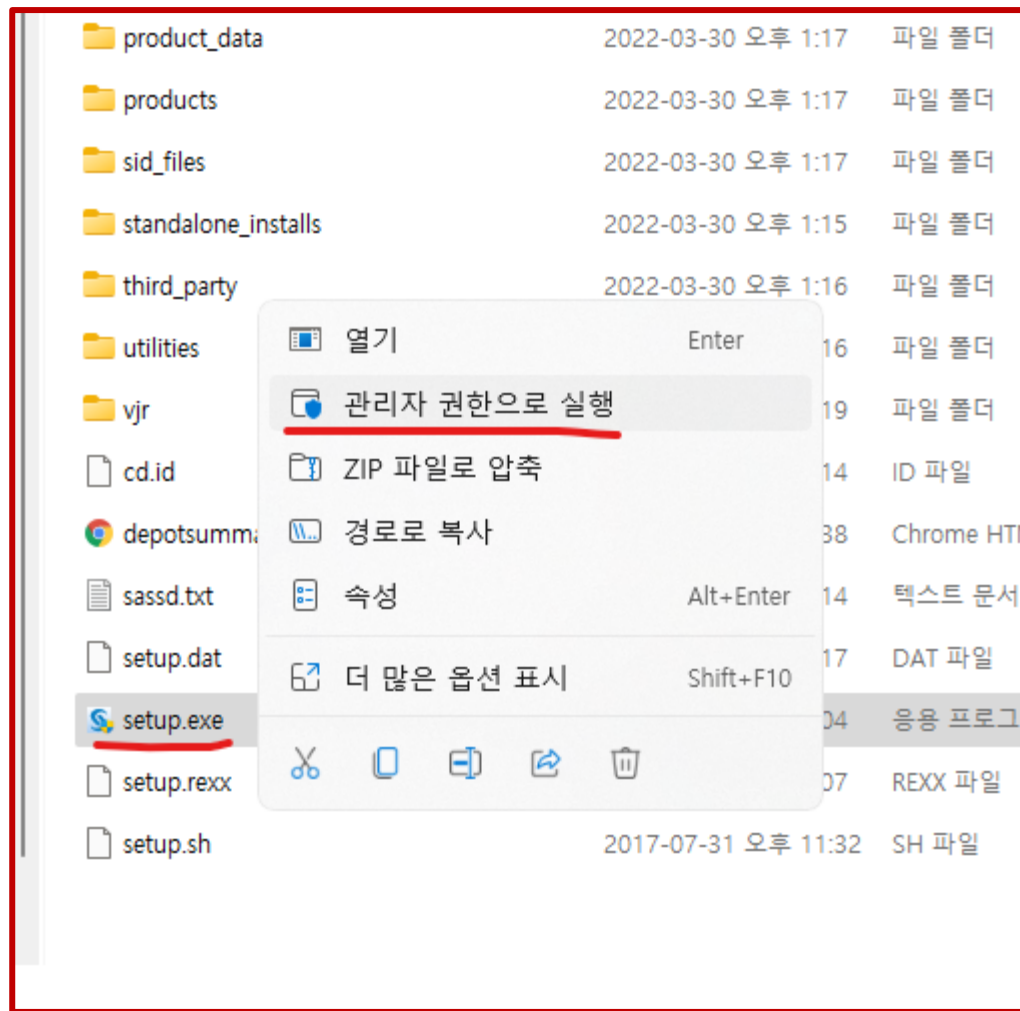 product_data 2022-03-30 오후 1:17 파일 폴더
products 2022-03-30 오후 1:17 파일 폴더
sid_files 2022-03-30 오후 1:17 파일 폴더
standalone_installs 2022-03-30 오후 1:15 파일 폴더
third_party 2022-03-30 오후 1:16 파일 폴더
utilities 열기 Enter 16 파일 폴더
vjr 관리자 권한으로 실행 19 파일 폴더
cd.id ZIP 파일로 압축 14 ID 파일
depotsumma 경로로 복사 38 Chrome HT
sassd.txt 속성 Alt+Enter 14 텍스트 문서
setup.dat 더 많은 옵션 표시 Shift+F10 17 DAT 파일
setup.exe 04 응용 프로그
setup.rexx 07 REXX 파일
setup.sh 2017-07-31 오후 11:32 SH 파일